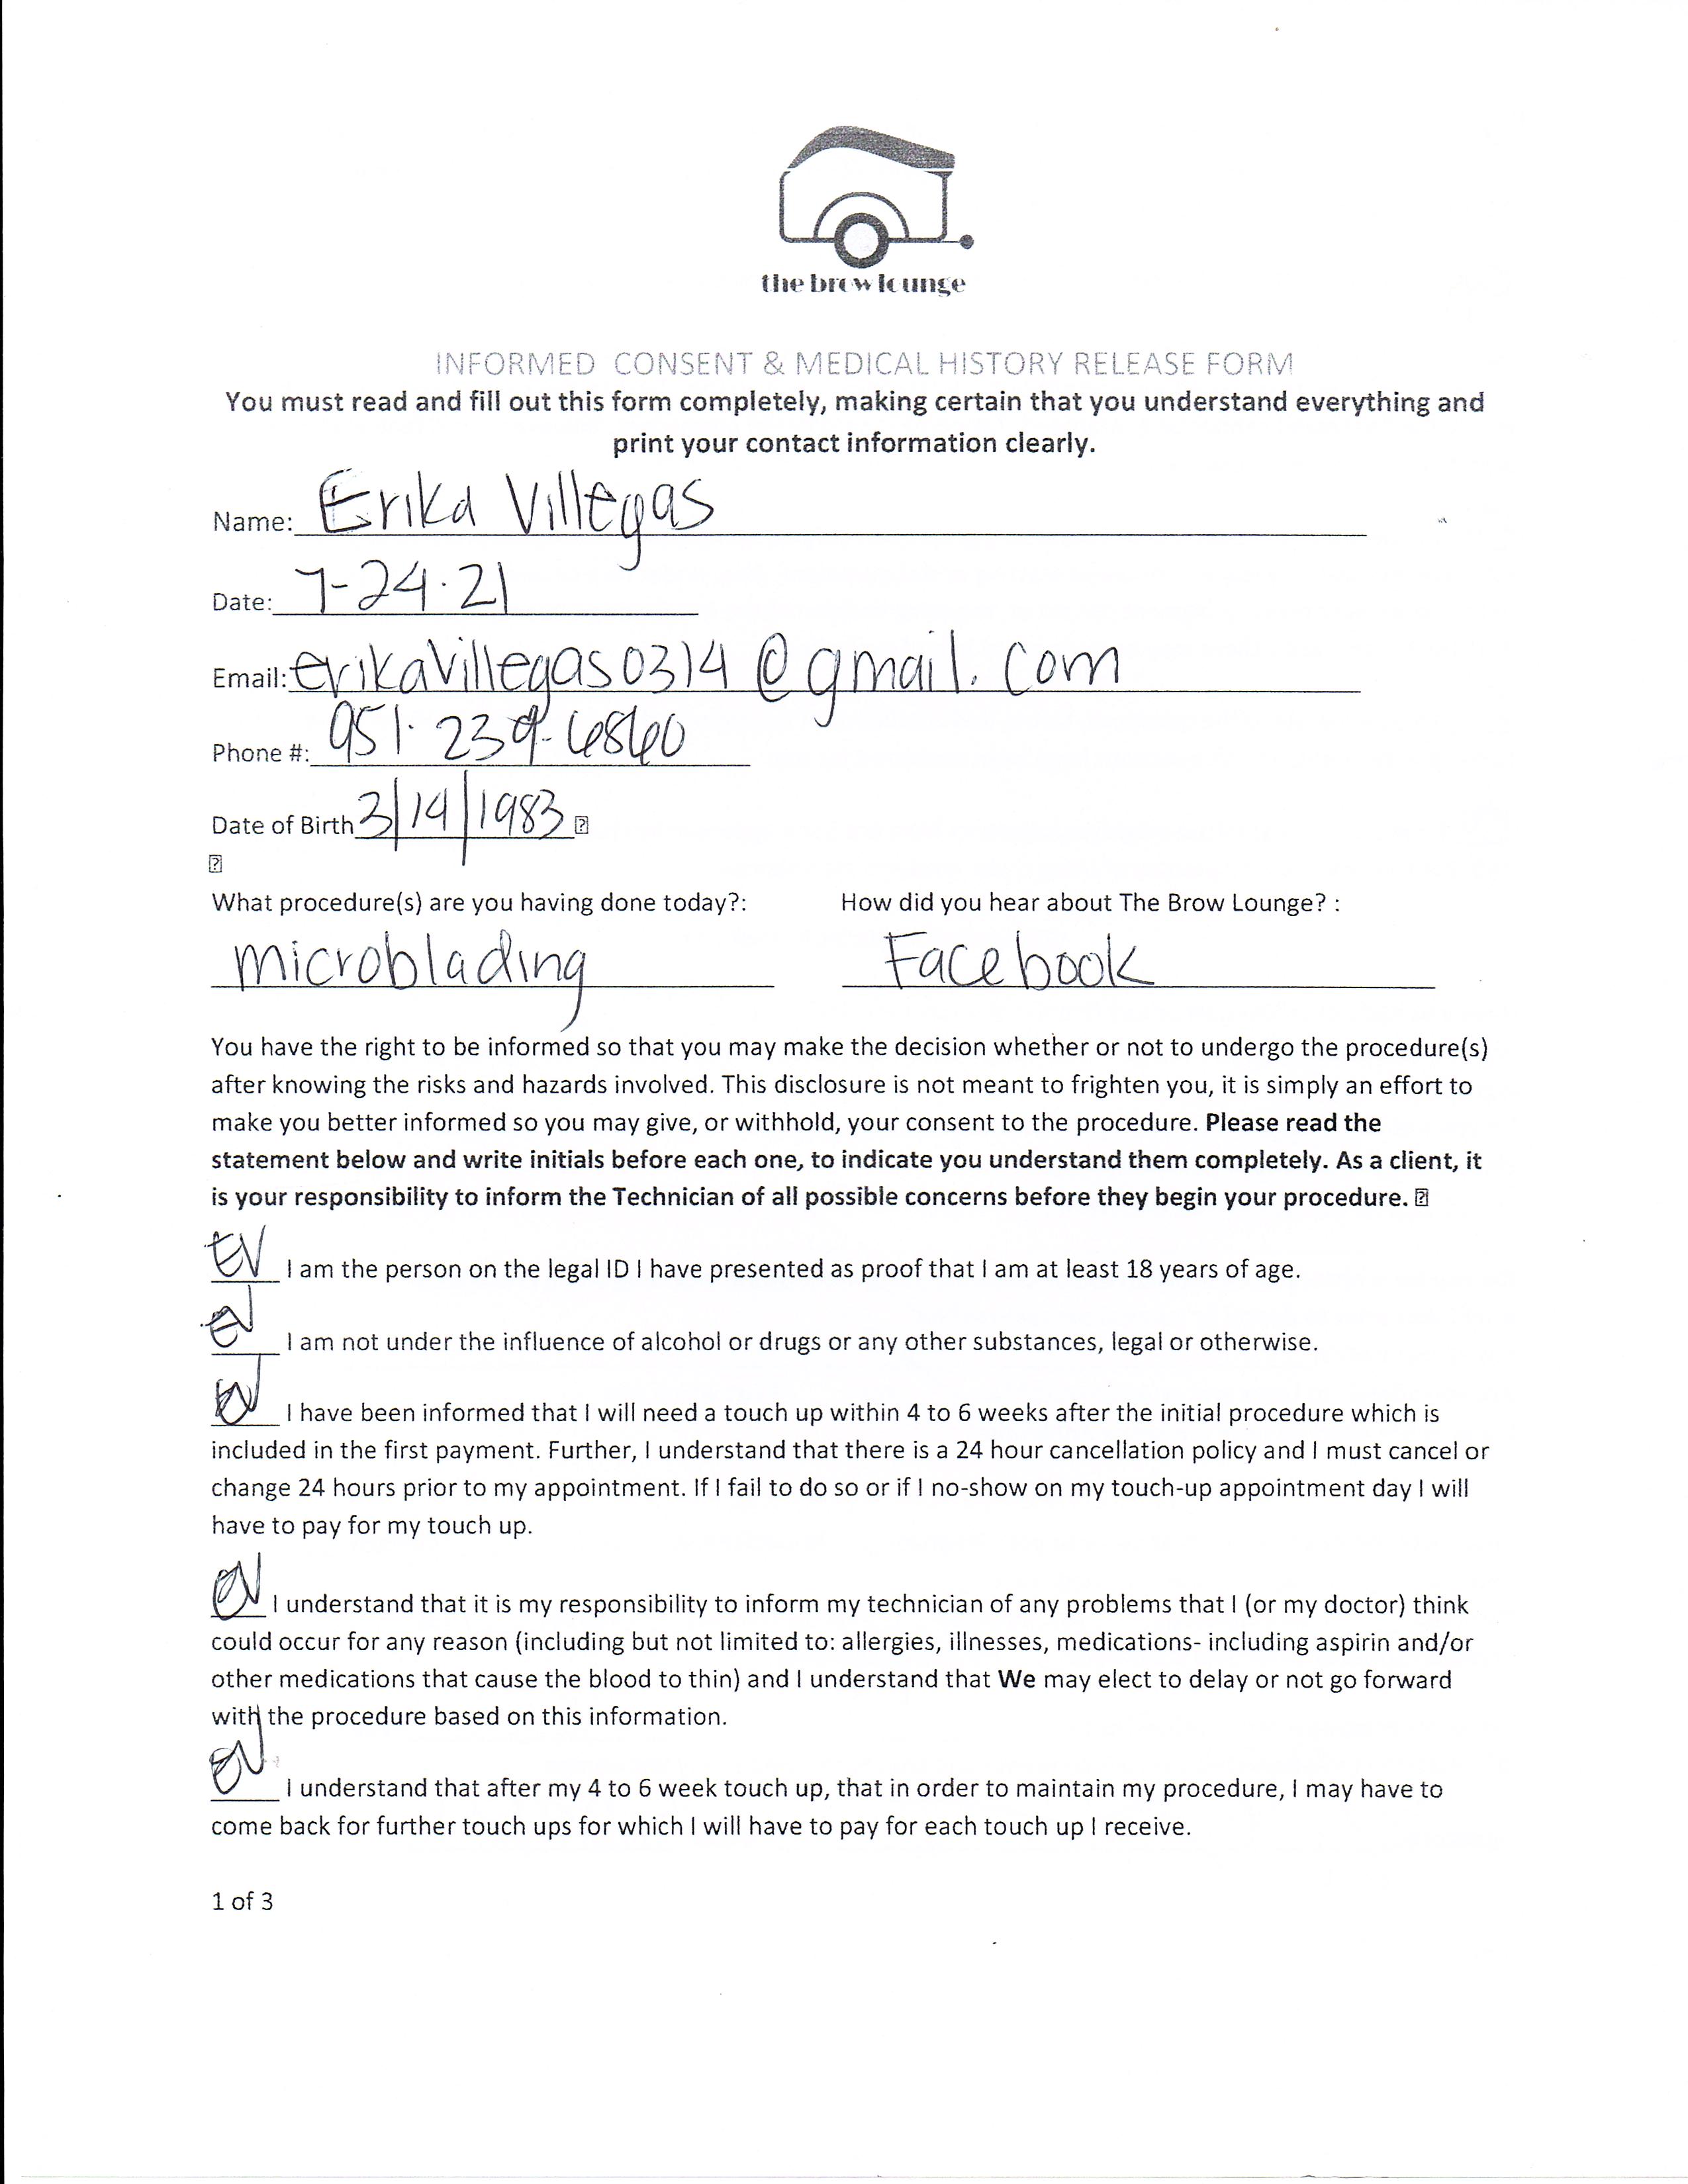 the brow lounge
INFORMED CONSENT & MEDICAL HISTORY RELEASE FORM
You must read and fill out this form completely, making certain that you understand everything and
print your contact information clearly.
Name: Erika Villegas
Date: 7-24-21
Email: erikavillegas0314@gmail.com
Phone #: 951-239-6860
Date of Birth 3/14/1983
What procedure(s) are you having done today?: How did you hear about The Brow Lounge? :
microblading Facebook
You have the right to be informed so that you may make the decision whether or not to undergo the procedure(s)
after knowing the risks and hazards involved. This disclosure is not meant to frighten you, it is simply an effort to
make you better informed so you may give, or withhold, your consent to the procedure. Please read the
statement below and write initials before each one, to indicate you understand them completely. As a client, it
is your responsibility to inform the Technician of all possible concerns before they begin your procedure.
EV I am the person on the legal ID I have presented as proof that I am at least 18 years of age.
EV I am not under the influence of alcohol or drugs or any other substances, legal or otherwise.
EV I have been informed that I will need a touch up within 4 to 6 weeks after the initial procedure which is
included in the first payment. Further, I understand that there is a 24 hour cancellation policy and I must cancel or
change 24 hours prior to my appointment. If I fail to do so or if I no-show on my touch-up appointment day I will
have to pay for my touch up.
EV I understand that it is my responsibility to inform my technician of any problems that I (or my doctor) think
could occur for any reason (including but not limited to: allergies, illnesses, medications- including aspirin and/or
other medications that cause the blood to thin) and I understand that We may elect to delay or not go forward
with the procedure based on this information.
EV I understand that after my 4 to 6 week touch up, that in order to maintain my procedure, I may have to
come back for further touch ups for which I will have to pay for each touch up I receive.
1 of 3